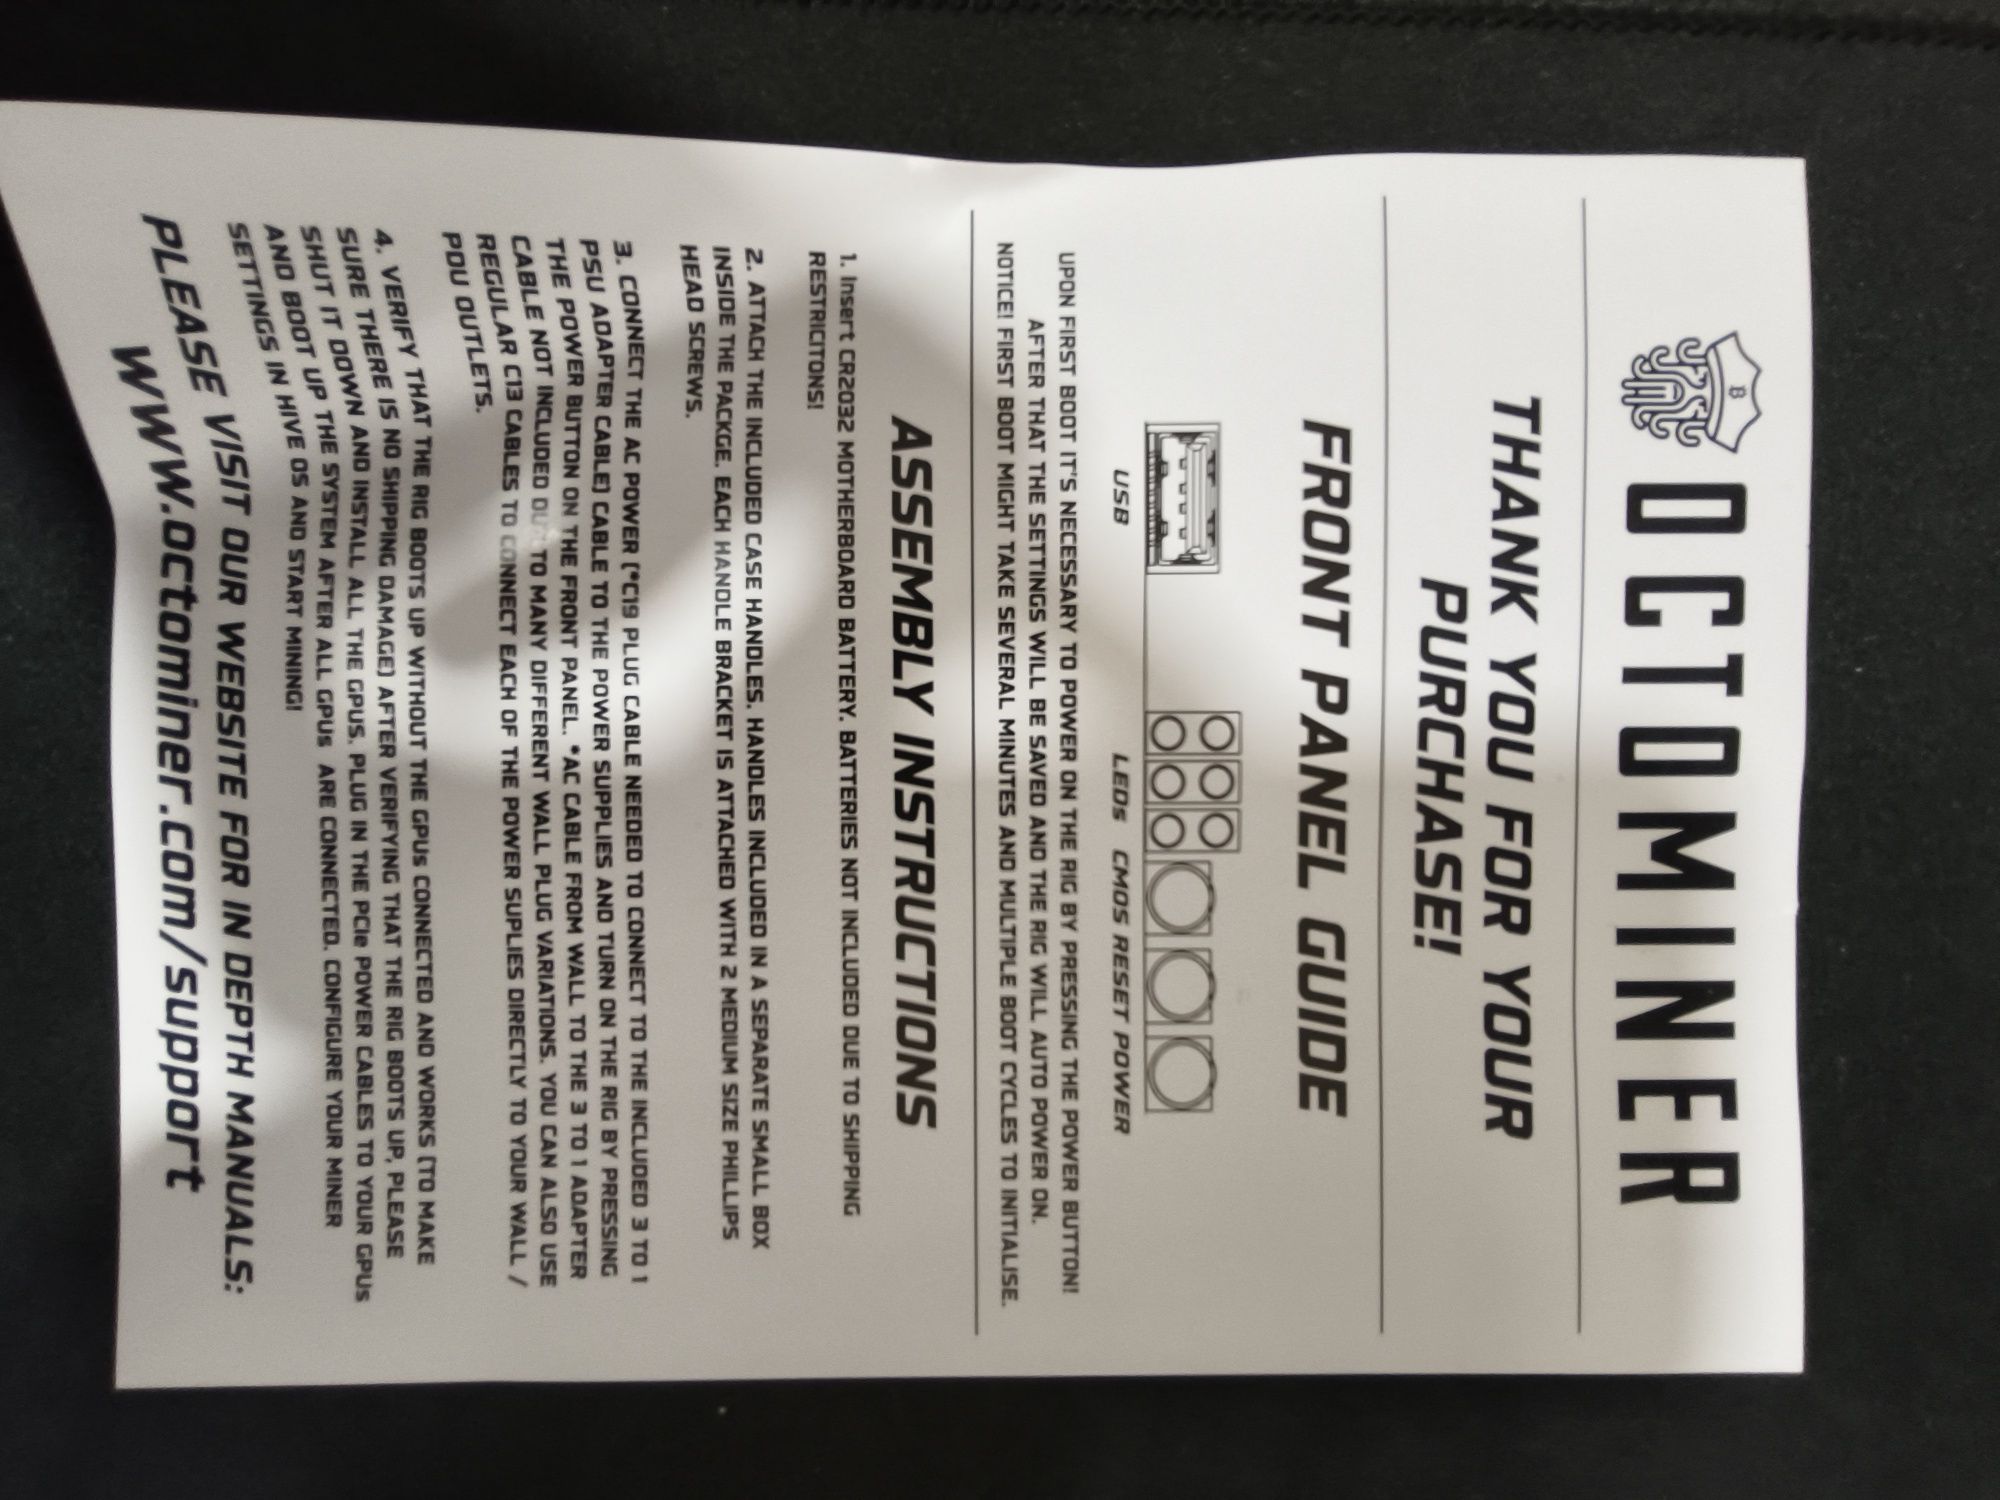 OCTOMINER
THANK YOU FOR YOUR
PURCHASE!
FRONT PANEL GUIDE
USB LEDs CMOS RESET POWER
UPON FIRST BOOT IT'S NECESSARY TO POWER ON THE RIG BY PRESSING THE POWER BUTTON!
AFTER THAT THE SETTINGS WILL BE SAVED AND THE RIG WILL AUTO POWER ON.
NOTICE! FIRST BOOT MIGHT TAKE SEVERAL MINUTES AND MULTIPLE BOOT CYCLES TO INITIALISE.
ASSEMBLY INSTRUCTIONS
1. Insert CR2032 MOTHERBOARD BATTERY. BATTERIES NOT INCLUDED DUE TO SHIPPING
RESTRICITONS!
2. ATTACH THE INCLUDED CASE HANDLES. HANDLES INCLUDED IN A SEPARATE SMALL BOX
INSIDE THE PACKGE. EACH HANDLE BRACKET IS ATTACHED WITH 2 MEDIUM SIZE PHILLIPS
HEAD SCREWS.
3. CONNECT THE AC POWER (*C19 PLUG CABLE NEEDED TO CONNECT TO THE INCLUDED 3 TO 1
PSU ADAPTER CABLE) CABLE TO THE POWER SUPPLIES AND TURN ON THE RIG BY PRESSING
THE POWER BUTTON ON THE FRONT PANEL. *AC CABLE FROM WALL TO THE 3 TO 1 ADAPTER
CABLE NOT INCLUDED DUE TO MANY DIFFERENT WALL PLUG VARIATIONS. YOU CAN ALSO USE
REGULAR C13 CABLES TO CONNECT EACH OF THE POWER SUPLIES DIRECTLY TO YOUR WALL /
PDU OUTLETS.
4. VERIFY THAT THE RIG BOOTS UP WITHOUT THE GPUs CONNECTED AND WORKS (TO MAKE
SURE THERE IS NO SHIPPING DAMAGE) AFTER VERIFYING THAT THE RIG BOOTS UP, PLEASE
SHUT IT DOWN AND INSTALL ALL THE GPUS. PLUG IN THE PCIe POWER CABLES TO YOUR GPUs
AND BOOT UP THE SYSTEM AFTER ALL GPUs ARE CONNECTED. CONFIGURE YOUR MINER
SETTINGS IN HIVE OS AND START MINING!
PLEASE VISIT OUR WEBSITE FOR IN DEPTH MANUALS:
www.octominer.com/support